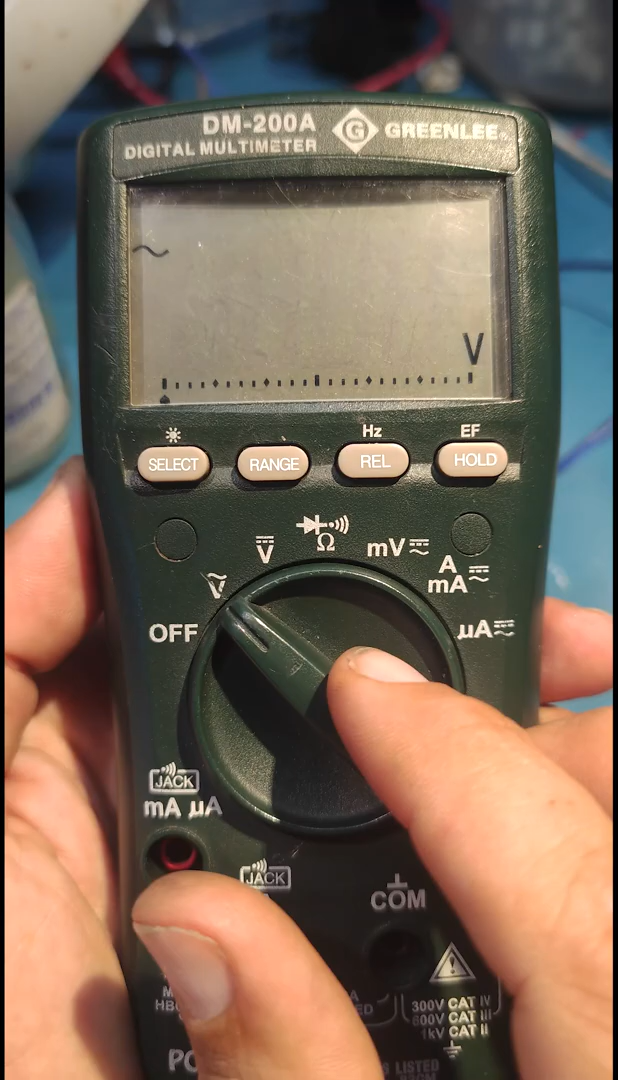 DM-200A
DIGITAL MULTIMETER
G GREENLEE
V
Hz EF
SELECT RANGE REL HOLD
V
V
Ω
mV
A
mA
µA
OFF
JACK
mA µA
JACK
COM
300V CAT IV
600V CAT III
1kV CAT II
LISTED